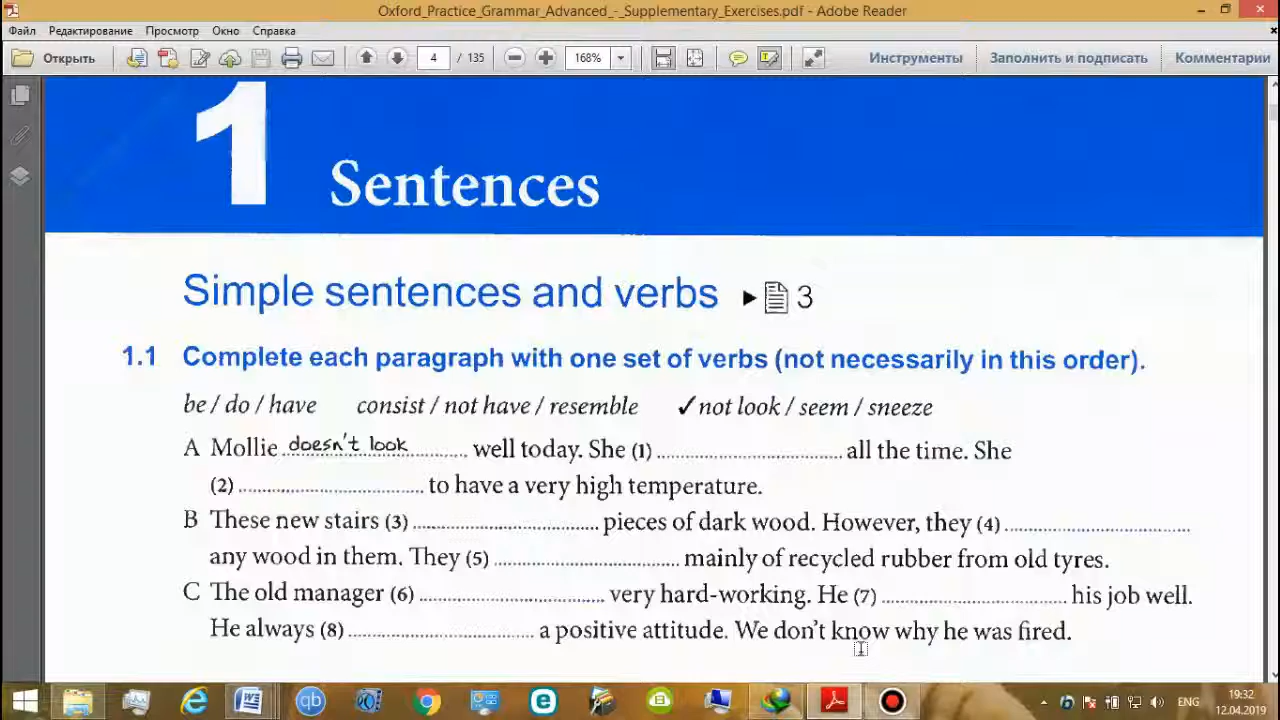 Oxford_Practice_Grammar_Advanced_-_Supplementary_Exercises.pdf - Adobe Reader
Файл Редактирование Просмотр Окно Справка
Открыть 4 / 135 168% Инструменты Заполнить и подписать Комментарии
1 Sentences
Simple sentences and verbs ► 3
1.1 Complete each paragraph with one set of verbs (not necessarily in this order).
be / do / have consist / not have / resemble ✓not look / seem / sneeze
A Mollie doesn't look well today. She (1) ........................ all the time. She
(2) ........................ to have a very high temperature.
B These new stairs (3) ........................ pieces of dark wood. However, they (4) ........................
any wood in them. They (5) ........................ mainly of recycled rubber from old tyres.
C The old manager (6) ........................ very hard-working. He (7) ........................ his job well.
He always (8) ........................ a positive attitude. We don't know why he was fired.
ENG 19:32
12.04.2019